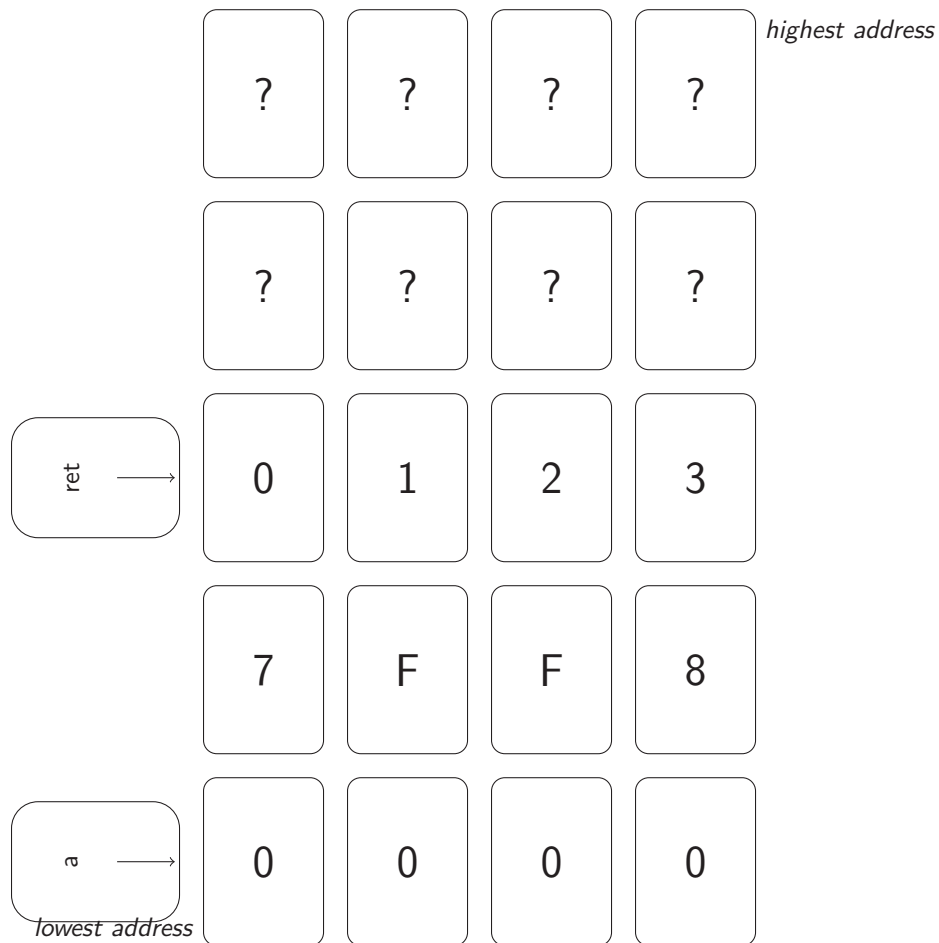 highest address
? ? ? ?
? ? ? ?
ret 0 1 2 3
7 F F 8
a 0 0 0 0
lowest address